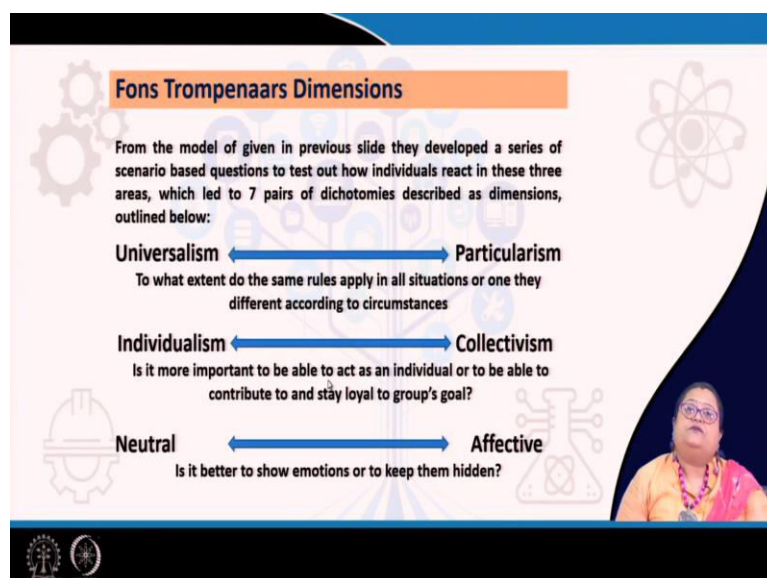 Fons Trompenaars Dimensions
From the model of given in previous slide they developed a series of
scenario based questions to test out how individuals react in these three
areas, which led to 7 pairs of dichotomies described as dimensions,
outlined below:
Universalism Particularism
To what extent do the same rules apply in all situations or one they
different according to circumstances
Individualism Collectivism
Is it more important to be able to act as an individual or to be able to
contribute to and stay loyal to group's goal?
Neutral Affective
Is it better to show emotions or to keep them hidden?